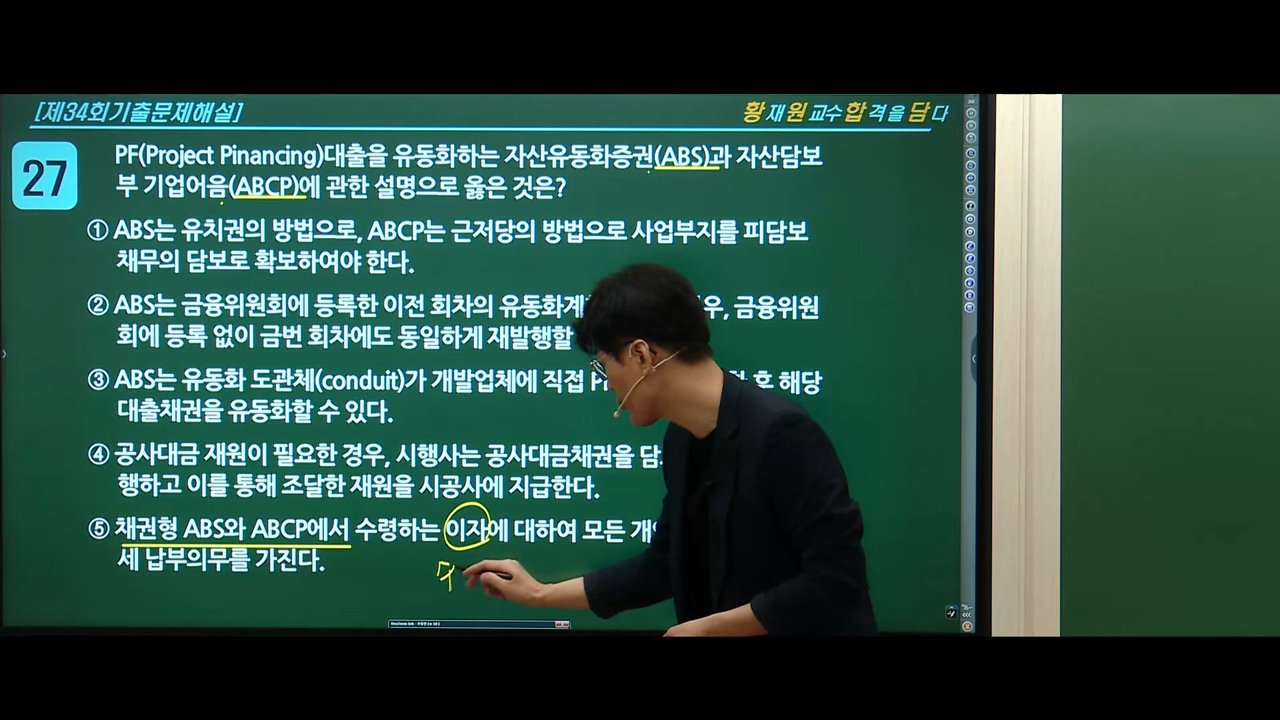 [제34회기출문제해설]
황재원 교수 합격을 담다
27
PF(Project Pinancing)대출을 유동화하는 자산유동화증권(ABS)과 자산담보
부 기업어음(ABCP)에 관한 설명으로 옳은 것은?
① ABS는 유치권의 방법으로, ABCP는 근저당의 방법으로 사업부지를 피담보
채무의 담보로 확보하여야 한다.
② ABS는 금융위원회에 등록한 이전 회차의 유동화계 우, 금융위원
회에 등록 없이 금번 회차에도 동일하게 재발행할
③ ABS는 유동화 도관체(conduit)가 개발업체에 직접 후 해당
대출채권을 유동화할 수 있다.
④ 공사대금 재원이 필요한 경우, 시행사는 공사대금채권을
행하고 이를 통해 조달한 재원을 시공사에 지급한다.
⑤ 채권형 ABS와 ABCP에서 수령하는 이자에 대하여 모든
세 납부의무를 가진다.